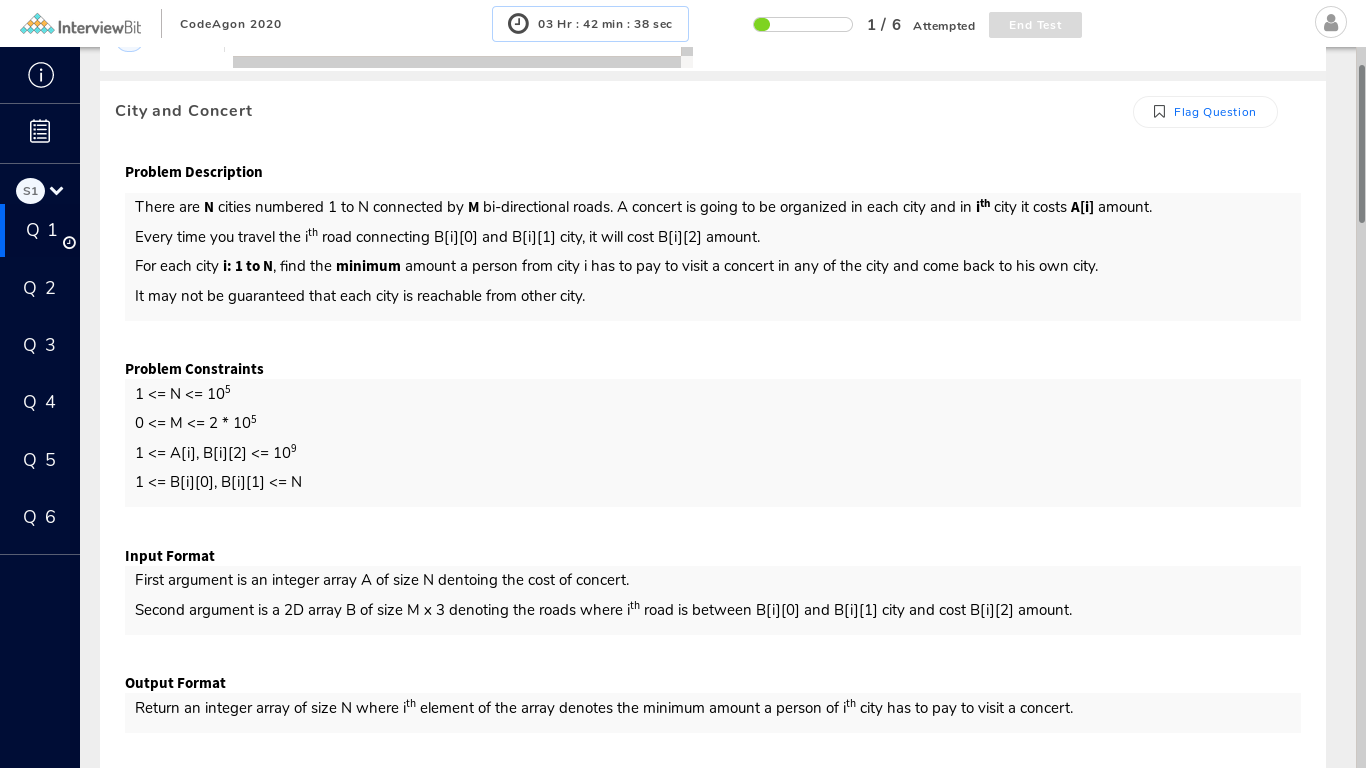 InterviewBit
CodeAgon 2020
03 Hr : 42 min : 38 sec
1 / 6 Attempted
End Test
S1
Q 1
Q 2
Q 3
Q 4
Q 5
Q 6
City and Concert
Flag Question
Problem Description
There are N cities numbered 1 to N connected by M bi-directional roads. A concert is going to be organized in each city and in ith city it costs A[i] amount.
Every time you travel the ith road connecting B[i][0] and B[i][1] city, it will cost B[i][2] amount.
For each city i: 1 to N, find the minimum amount a person from city i has to pay to visit a concert in any of the city and come back to his own city.
It may not be guaranteed that each city is reachable from other city.
Problem Constraints
1 <= N <= 10^5
0 <= M <= 2 * 10^5
1 <= A[i], B[i][2] <= 10^9
1 <= B[i][0], B[i][1] <= N
Input Format
First argument is an integer array A of size N dentoing the cost of concert.
Second argument is a 2D array B of size M x 3 denoting the roads where ith road is between B[i][0] and B[i][1] city and cost B[i][2] amount.
Output Format
Return an integer array of size N where ith element of the array denotes the minimum amount a person of ith city has to pay to visit a concert.